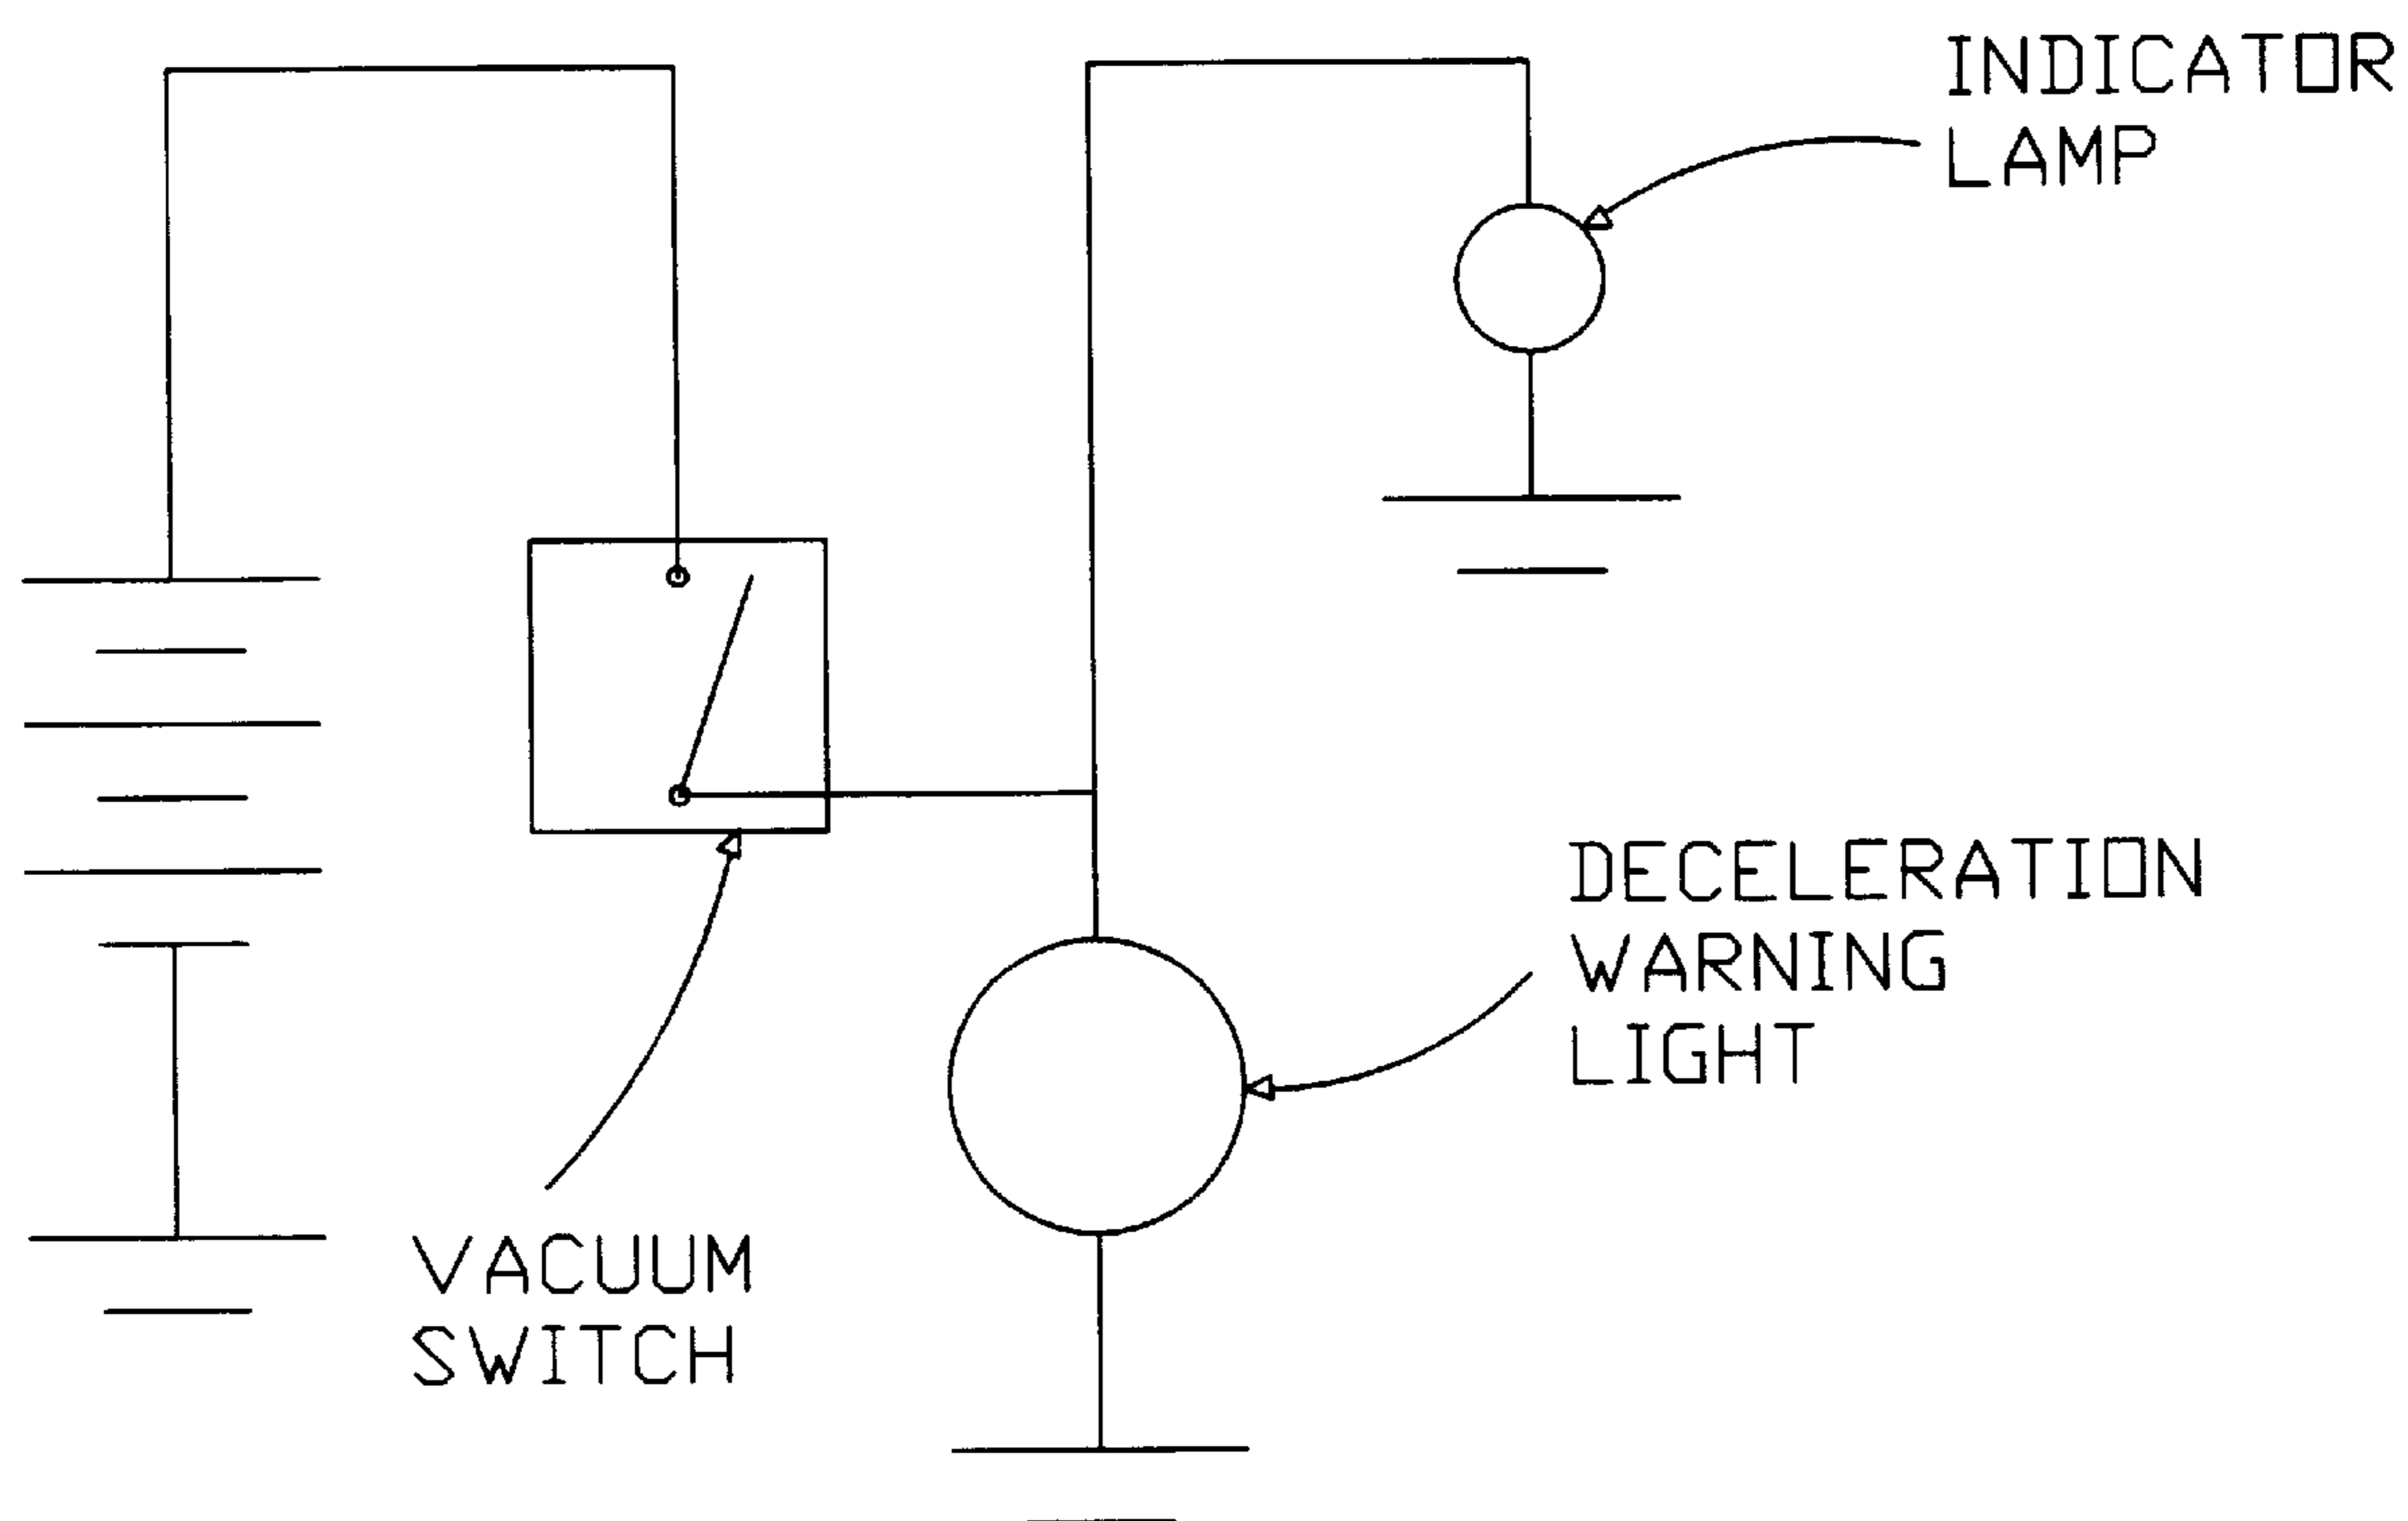 INDICATOR
LAMP
DECELERATION
WARNING
LIGHT
VACUUM
SWITCH